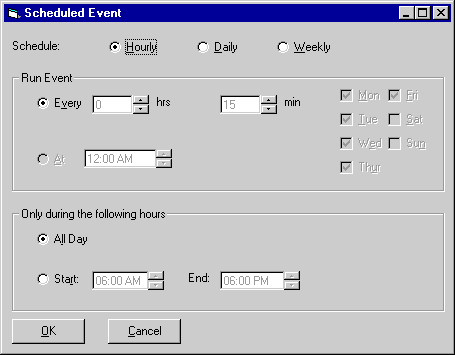 Scheduled Event
Schedule: Hourly Daily Weekly
Run Event
Every 0 hrs 15 min
Mon Fri
Tue Sat
At 12:00 AM
Wed Sun
Thur
Only during the following hours
All Day
Start: 06:00 AM End: 06:00 PM
OK Cancel